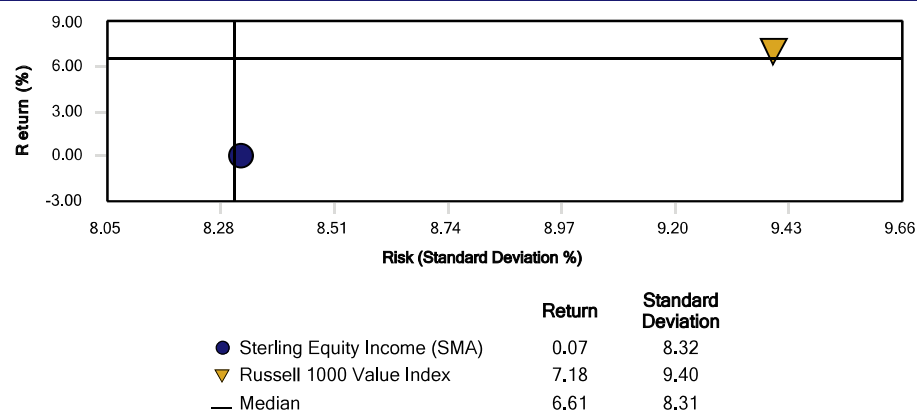 9.00
6.00
3.00
0.00
-3.00
Return (%)
8.05 8.28 8.51 8.74 8.97 9.20 9.43 9.66
Risk (Standard Deviation %)
Return Standard Deviation
Sterling Equity Income (SMA) 0.07 8.32
Russell 1000 Value Index 7.18 9.40
Median 6.61 8.31